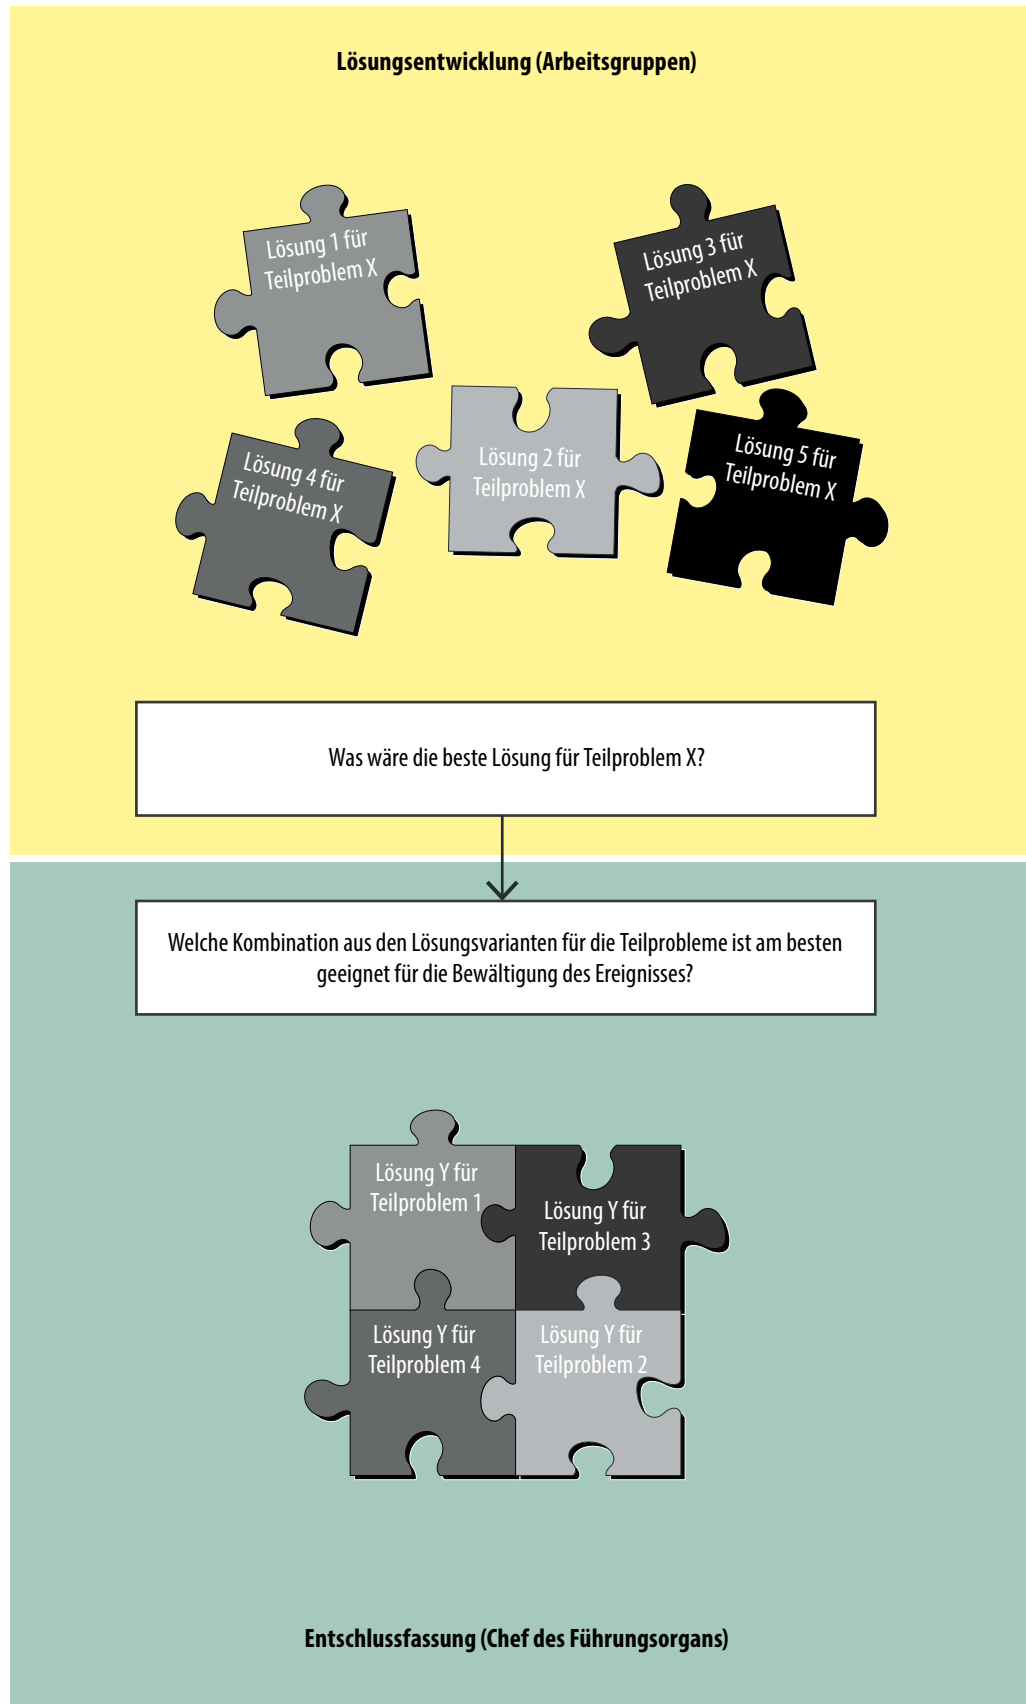 Lösungsentwicklung (Arbeitsgruppen)
Lösung 1 für
Teilproblem X
Lösung 3 für
Teilproblem X
Lösung 4 für
Teilproblem X
Lösung 2 für
Teilproblem X
Lösung 5 für
Teilproblem X
Was wäre die beste Lösung für Teilproblem X?
Welche Kombination aus den Lösungsvarianten für die Teilprobleme ist am besten
geeignet für die Bewältigung des Ereignisses?
Lösung Y für
Teilproblem 1
Lösung Y für
Teilproblem 3
Lösung Y für
Teilproblem 4
Lösung Y für
Teilproblem 2
Entschlussfassung (Chef des Führungsorgans)